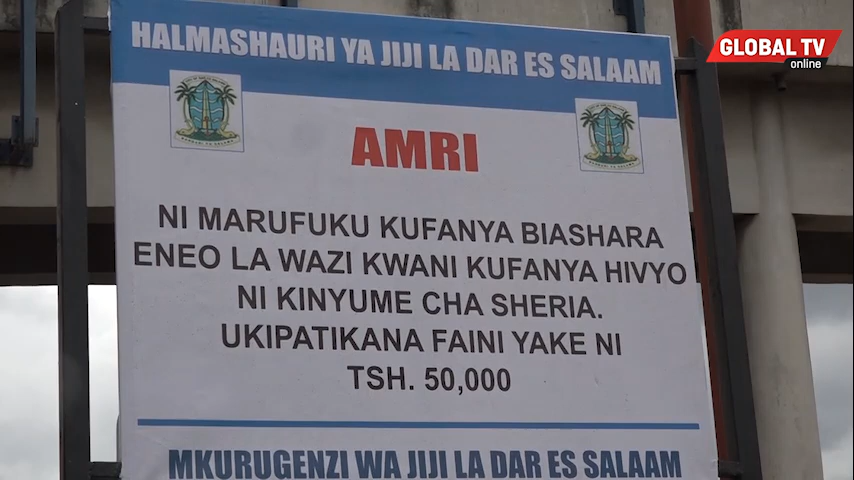 HALMASHAURI YA JIJI LA DAR ES SALAAM
GLOBAL TV
online
AMRI
NI MARUFUKU KUFANYA BIASHARA
ENEO LA WAZI KWANI KUFANYA HIVYO
NI KINYUME CHA SHERIA.
UKIPATIKANA FAINI YAKE NI
TSH. 50,000
MKURUGENZI WA JIJI LA DAR ES SALAAM